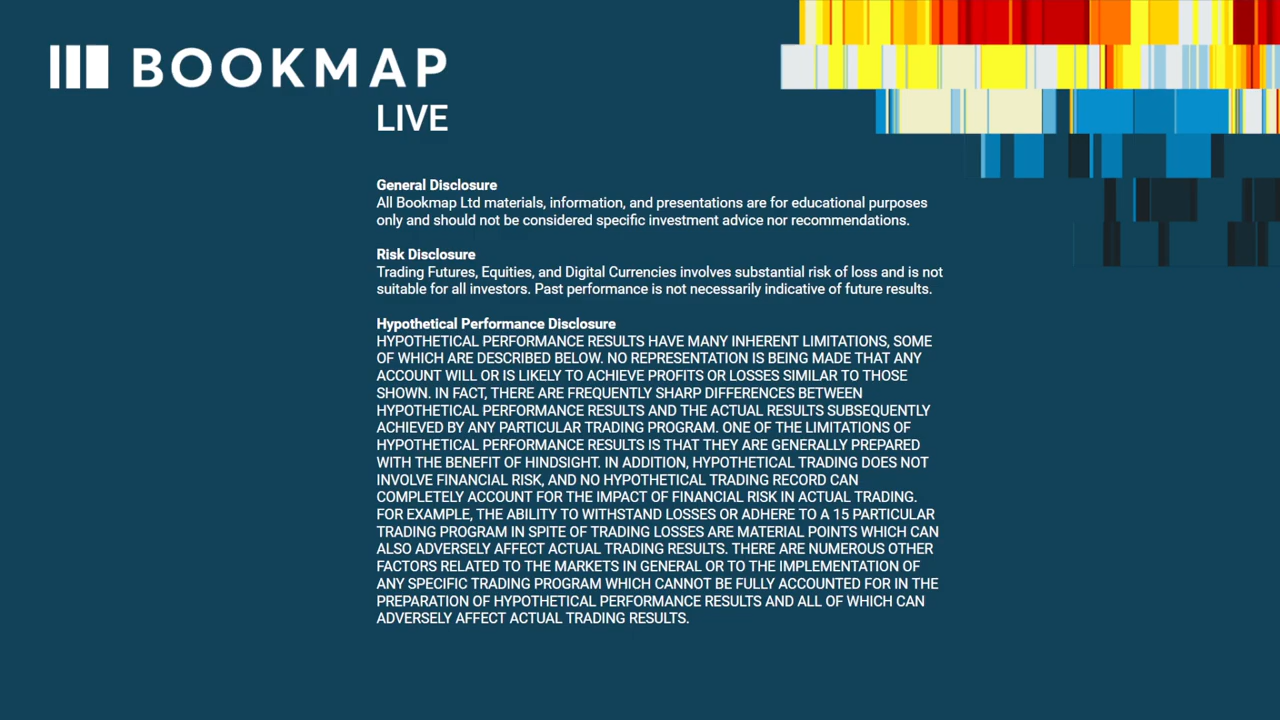 BOOKMAP
LIVE
General Disclosure
All Bookmap Ltd materials, information, and presentations are for educational purposes
only and should not be considered specific investment advice nor recommendations.
Risk Disclosure
Trading Futures, Equities, and Digital Currencies involves substantial risk of loss and is not
suitable for all investors. Past performance is not necessarily indicative of future results.
Hypothetical Performance Disclosure
HYPOTHETICAL PERFORMANCE RESULTS HAVE MANY INHERENT LIMITATIONS, SOME
OF WHICH ARE DESCRIBED BELOW. NO REPRESENTATION IS BEING MADE THAT ANY
ACCOUNT WILL OR IS LIKELY TO ACHIEVE PROFITS OR LOSSES SIMILAR TO THOSE
SHOWN. IN FACT, THERE ARE FREQUENTLY SHARP DIFFERENCES BETWEEN
HYPOTHETICAL PERFORMANCE RESULTS AND THE ACTUAL RESULTS SUBSEQUENTLY
ACHIEVED BY ANY PARTICULAR TRADING PROGRAM. ONE OF THE LIMITATIONS OF
HYPOTHETICAL PERFORMANCE RESULTS IS THAT THEY ARE GENERALLY PREPARED
WITH THE BENEFIT OF HINDSIGHT. IN ADDITION, HYPOTHETICAL TRADING DOES NOT
INVOLVE FINANCIAL RISK, AND NO HYPOTHETICAL TRADING RECORD CAN
COMPLETELY ACCOUNT FOR THE IMPACT OF FINANCIAL RISK IN ACTUAL TRADING.
FOR EXAMPLE, THE ABILITY TO WITHSTAND LOSSES OR ADHERE TO A 15 PARTICULAR
TRADING PROGRAM IN SPITE OF TRADING LOSSES ARE MATERIAL POINTS WHICH CAN
ALSO ADVERSELY AFFECT ACTUAL TRADING RESULTS. THERE ARE NUMEROUS OTHER
FACTORS RELATED TO THE MARKETS IN GENERAL OR TO THE IMPLEMENTATION OF
ANY SPECIFIC TRADING PROGRAM WHICH CANNOT BE FULLY ACCOUNTED FOR IN THE
PREPARATION OF HYPOTHETICAL PERFORMANCE RESULTS AND ALL OF WHICH CAN
ADVERSELY AFFECT ACTUAL TRADING RESULTS.